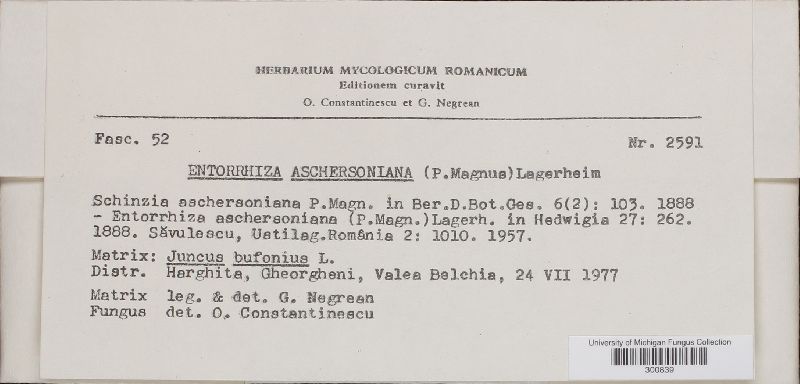 HERBARIUM MYCOLOGICUM ROMANICUM
Editionem curavit
O. Constantinescu et G. Negrean
Fasc. 52 Nr. 2591
ENTORRHIZA ASCHERSONIANA (P.Magnus)Lagerheim
Schinzia aschersoniana P.Magn. in Ber.D.Bot.Ges. 6(2): 103. 1888
- Entorrhiza aschersoniana (P.Magn.)Lagerh. in Hedwigia 27: 262.
1888. Săvulescu, Ustilag.România 2: 1010. 1957.
Matrix: Juncus bufonius L.
Distr. Harghita, Gheorgheni, Valea Belchia, 24 VII 1977
Matrix leg. & det. G. Negrean
Fungus det. O. Constantinescu
University of Michigan Fungus Collection
300839